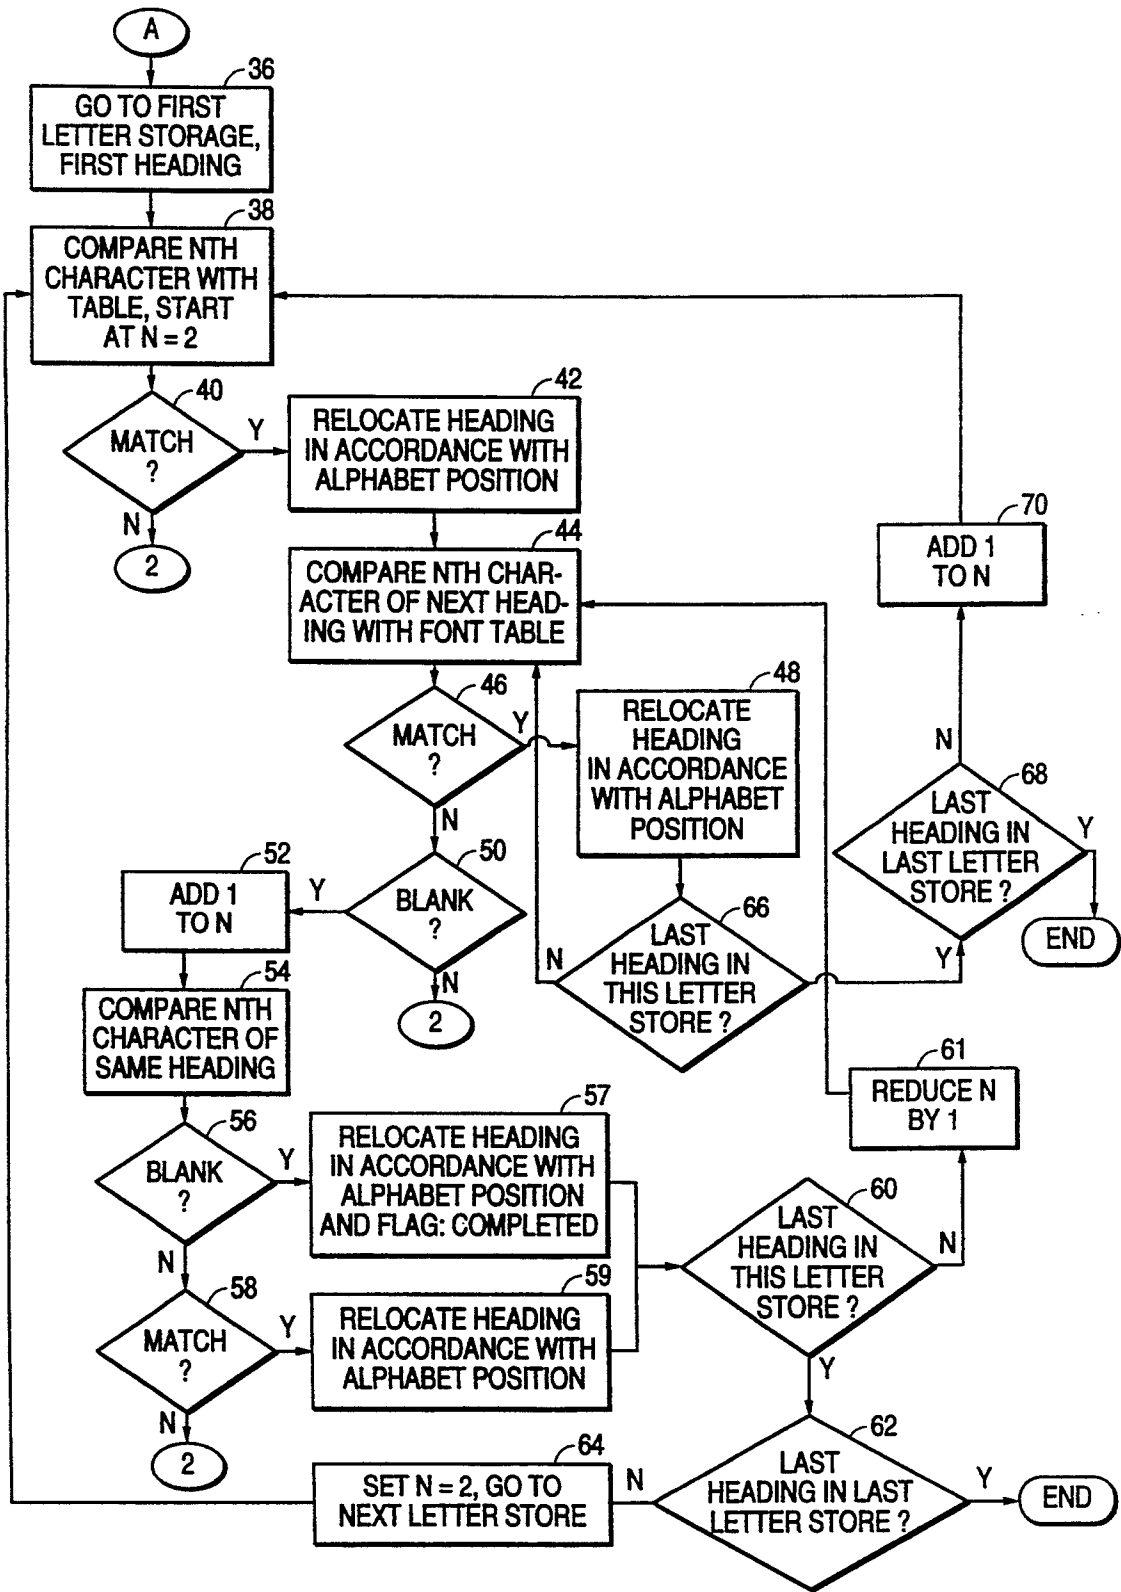 A
36
GO TO FIRST
LETTER STORAGE,
FIRST HEADING
38
COMPARE NTH
CHARACTER WITH
TABLE, START
AT N = 2
40
MATCH
?
Y
N
2
42
RELOCATE HEADING
IN ACCORDANCE WITH
ALPHABET POSITION
44
COMPARE NTH CHAR-
ACTER OF NEXT HEAD-
ING WITH FONT TABLE
46
MATCH
?
Y
N
48
RELOCATE
HEADING
IN ACCORDANCE
WITH ALPHABET
POSITION
50
BLANK
?
Y
N
2
52
ADD 1
TO N
54
COMPARE NTH
CHARACTER OF
SAME HEADING
56
BLANK
?
Y
N
57
RELOCATE HEADING
IN ACCORDANCE WITH
ALPHABET POSITION
AND FLAG: COMPLETED
58
MATCH
?
Y
N
2
59
RELOCATE HEADING
IN ACCORDANCE WITH
ALPHABET POSITION
66
LAST
HEADING IN
THIS LETTER
STORE ?
N
Y
70
ADD 1
TO N
N
68
LAST
HEADING IN
LAST LETTER
STORE ?
Y
END
61
REDUCE N
BY 1
60
LAST
HEADING IN
THIS LETTER
STORE ?
N
Y
62
LAST
HEADING IN LAST
LETTER STORE ?
Y
END
N
64
SET N = 2, GO TO
NEXT LETTER STORE